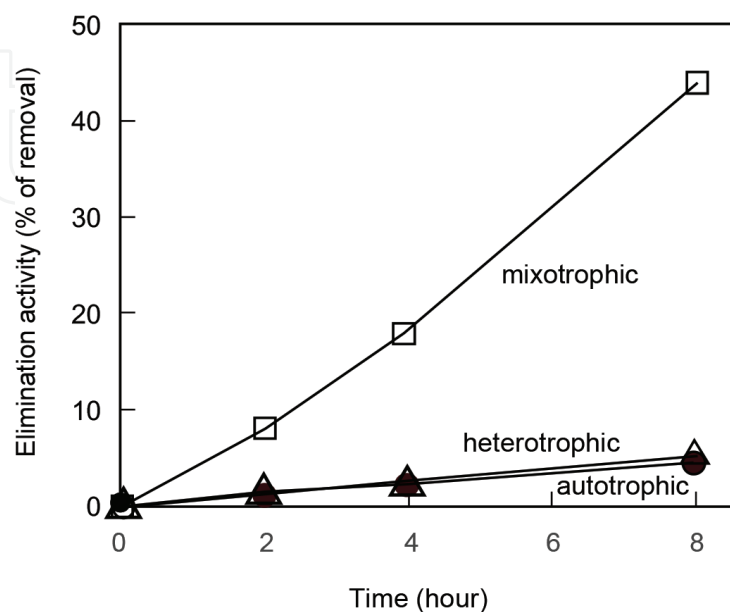 Elimination activity (% of removal)
50
40
30
20
10
0
mixotrophic
heterotrophic
autotrophic
0 2 4 6 8
Time (hour)